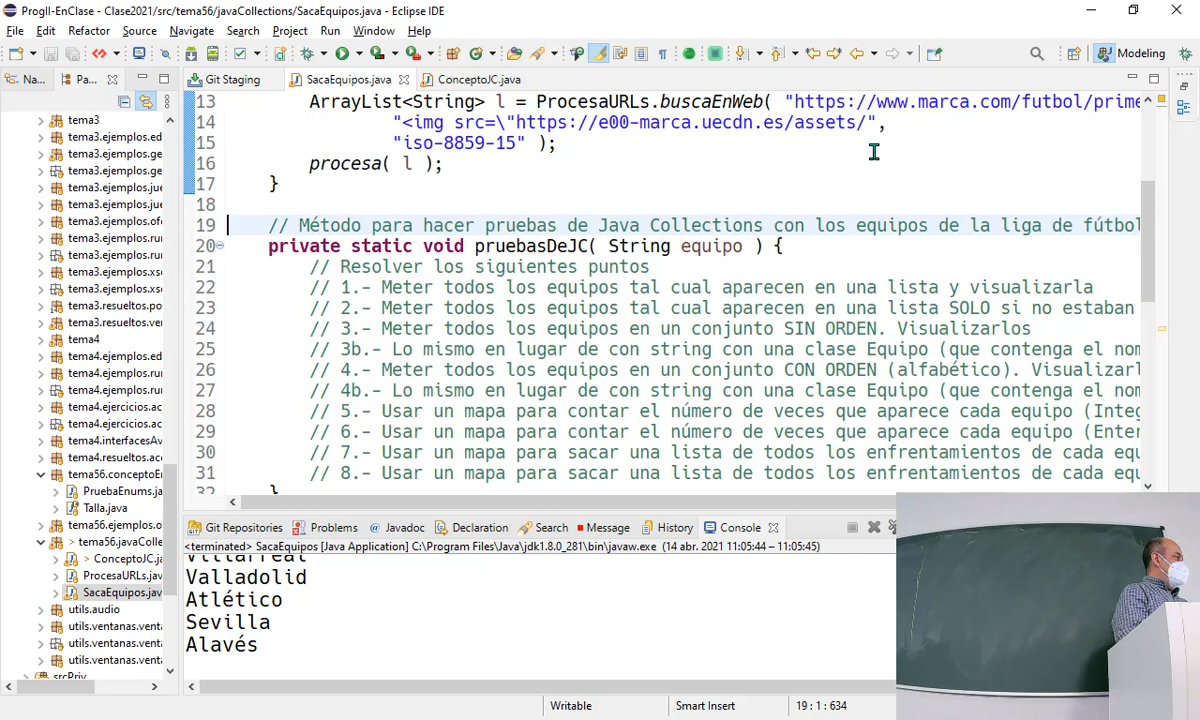 ProgII-EnClase - Clase2021/src/tema56/javaCollections/SacaEquipos.java - Eclipse IDE
File Edit Refactor Source Navigate Search Project Run Window Help
Modeling
Na... Pa... Git Staging SacaEquipos.java ConceptoJC.java
tema3
tema3.ejemplos.ed
tema3.ejemplos.ge
tema3.ejemplos.ge
tema3.ejemplos.jue
tema3.ejemplos.jue
tema3.ejemplos.ofe
tema3.ejemplos.run
tema3.ejemplos.run
tema3.ejemplos.xso
tema3.ejemplos.xso
tema3.resueltos.po
tema3.resueltos.ver
tema4
tema4.ejemplos.ed
tema4.ejemplos.run
tema4.ejemplos.run
tema4.ejercicios.ac
tema4.ejercicios.ac
tema4.interfacesAv
tema4.resueltos.ac
tema56.conceptoEn
PruebaEnums.ja
Talla.java
tema56.ejemplos.o
> tema56.javaColle
> ConceptoJC.ja
ProcesaURLs.jav
SacaEquipos.jav
utils.audio
utils.ventanas.venta
utils.ventanas.venta
utils.ventanas.venta
srcPriv
13 ArrayList<String> l = ProcesaURLs.buscaEnWeb( "https://www.marca.com/futbol/prime
14 "<img src=\"https://e00-marca.uecdn.es/assets/",
15 "iso-8859-15" );
16 procesa( l );
17 }
18
19 // Método para hacer pruebas de Java Collections con los equipos de la liga de fútbol
20 private static void pruebasDeJC( String equipo ) {
21 // Resolver los siguientes puntos
22 // 1.- Meter todos los equipos tal cual aparecen en una lista y visualizarla
23 // 2.- Meter todos los equipos tal cual aparecen en una lista SOLO si no estaban
24 // 3.- Meter todos los equipos en un conjunto SIN ORDEN. Visualizarlos
25 // 3b.- Lo mismo en lugar de con string con una clase Equipo (que contenga el nom
26 // 4.- Meter todos los equipos en un conjunto CON ORDEN (alfabético). Visualizarl
27 // 4b.- Lo mismo en lugar de con string con una clase Equipo (que contenga el nom
28 // 5.- Usar un mapa para contar el número de veces que aparece cada equipo (Integ
29 // 6.- Usar un mapa para contar el número de veces que aparece cada equipo (Enter
30 // 7.- Usar un mapa para sacar una lista de todos los enfrentamientos de cada equ
31 // 8.- Usar un mapa para sacar una lista de todos los enfrentamientos de cada equ
32 }
Git Repositories Problems Javadoc Declaration Search Message History Console
<terminated> SacaEquipos [Java Application] C:\Program Files\Java\jdk1.8.0_281\bin\javaw.exe (14 abr. 2021 11:05:44 – 11:05:45)
Villarreal
Valladolid
Atlético
Sevilla
Alavés
Writable Smart Insert 19 : 1 : 634